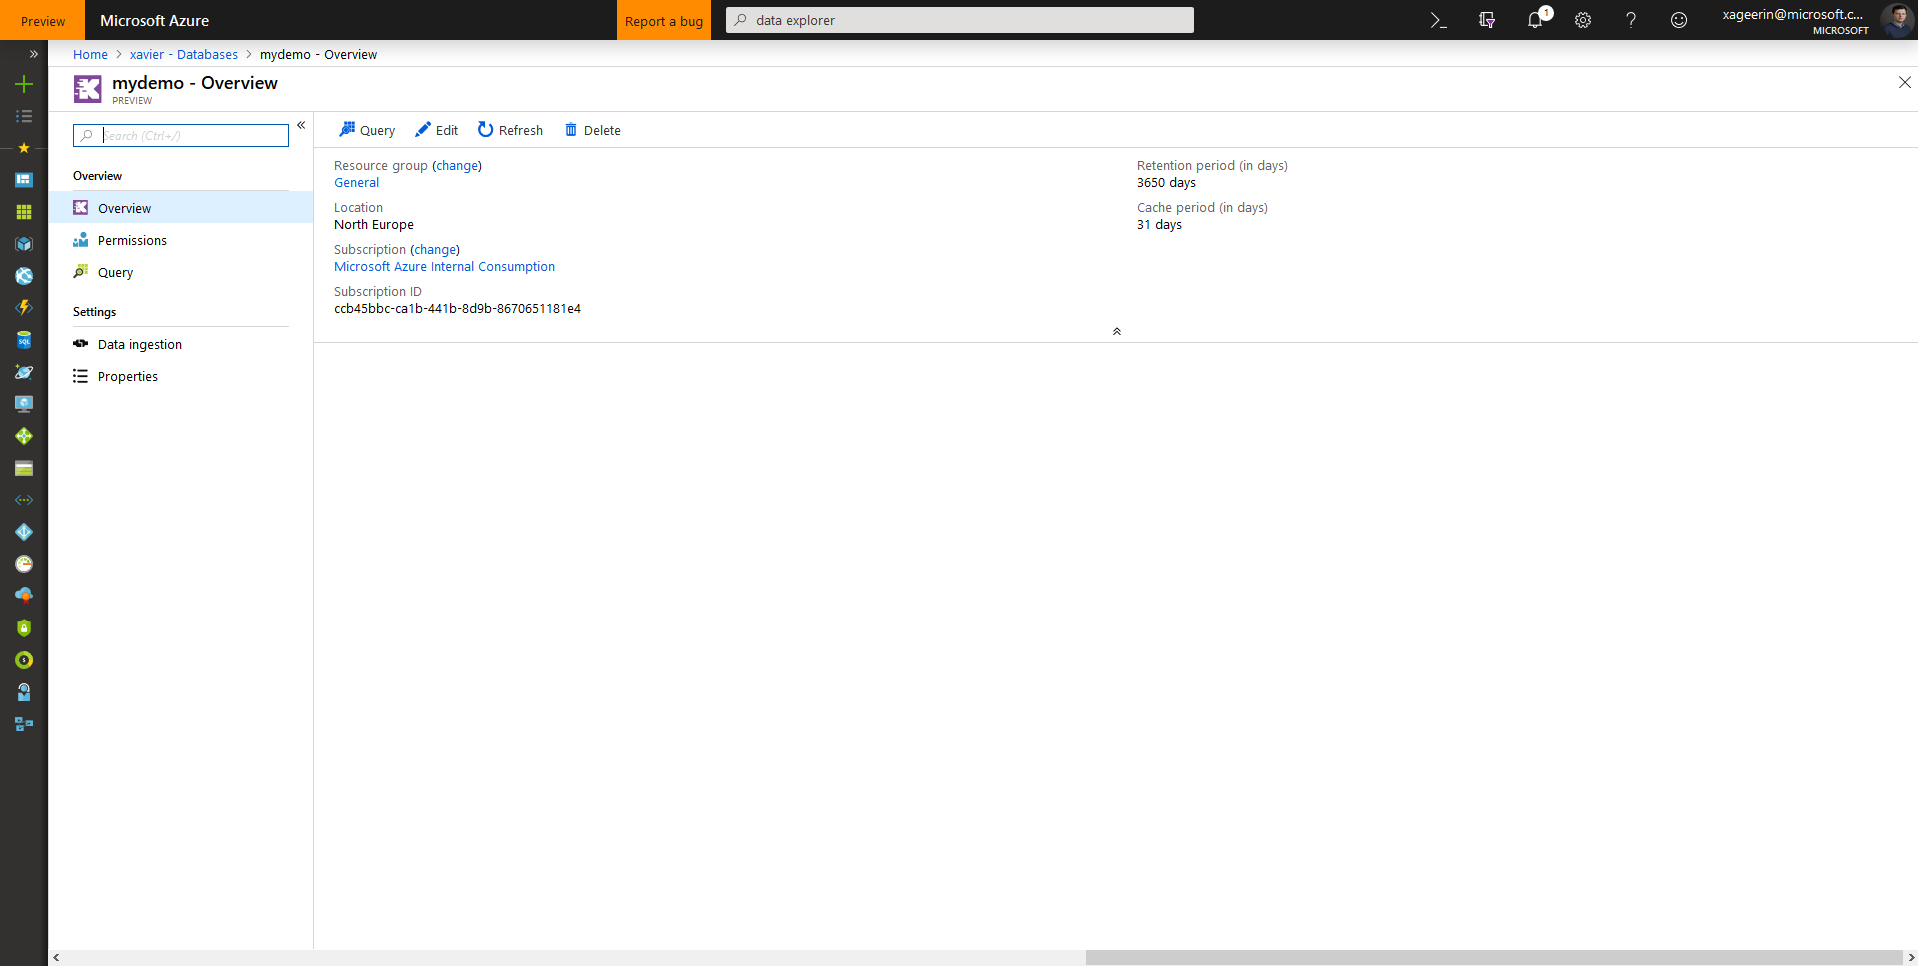 Preview
Microsoft Azure
Report a bug
data explorer
1
xageerin@microsoft.c...
MICROSOFT
Home > xavier - Databases > mydemo - Overview
mydemo - Overview
PREVIEW
Search (Ctrl+/)
Overview
Overview
Permissions
Query
Settings
Data ingestion
Properties
Query Edit Refresh Delete
Resource group (change)
General
Location
North Europe
Subscription (change)
Microsoft Azure Internal Consumption
Subscription ID
ccb45bbc-ca1b-441b-8d9b-8670651181e4
Retention period (in days)
3650 days
Cache period (in days)
31 days
SQL